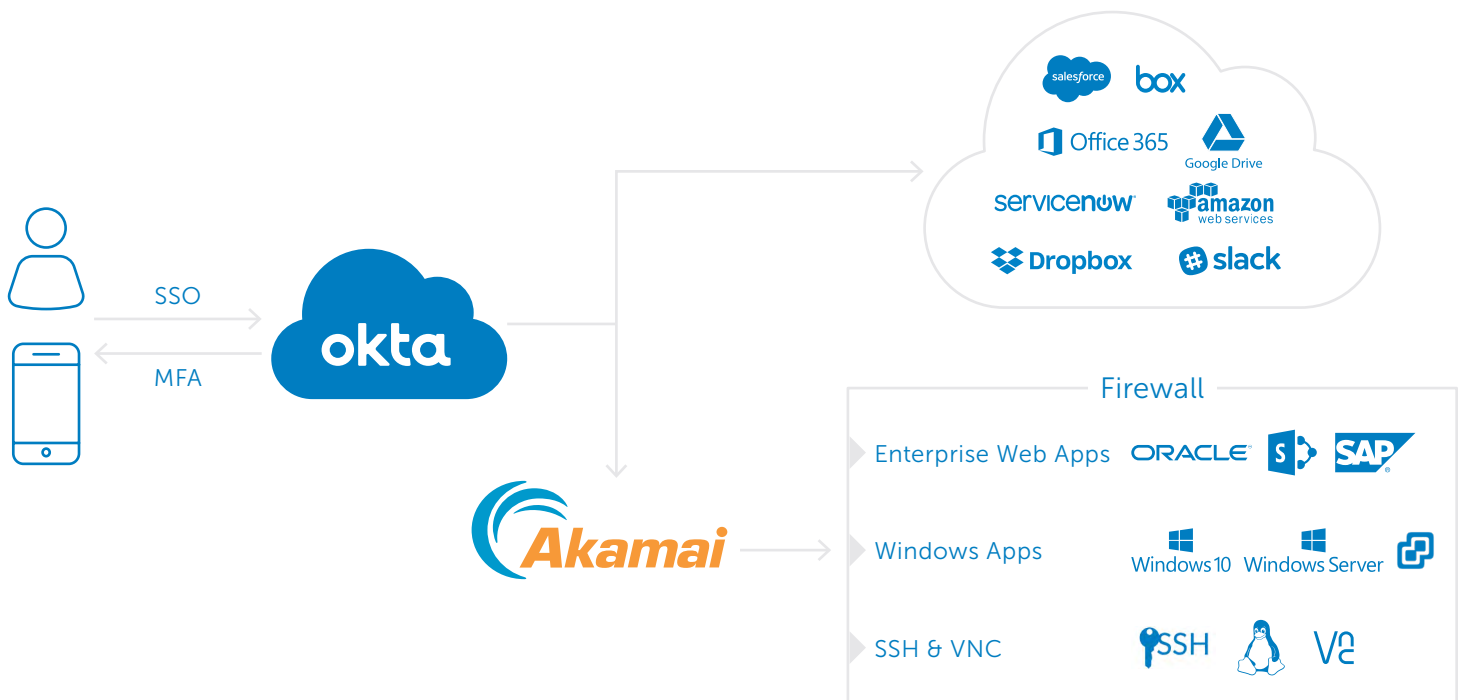 salesforce
box
Office 365
Google Drive
servicenow
amazon
web services
Dropbox
slack
SSO
okta
MFA
Firewall
Enterprise Web Apps
ORACLE
S
SAP
Akamai
Windows Apps
Windows 10
Windows Server
SSH & VNC
SSH
Vnc